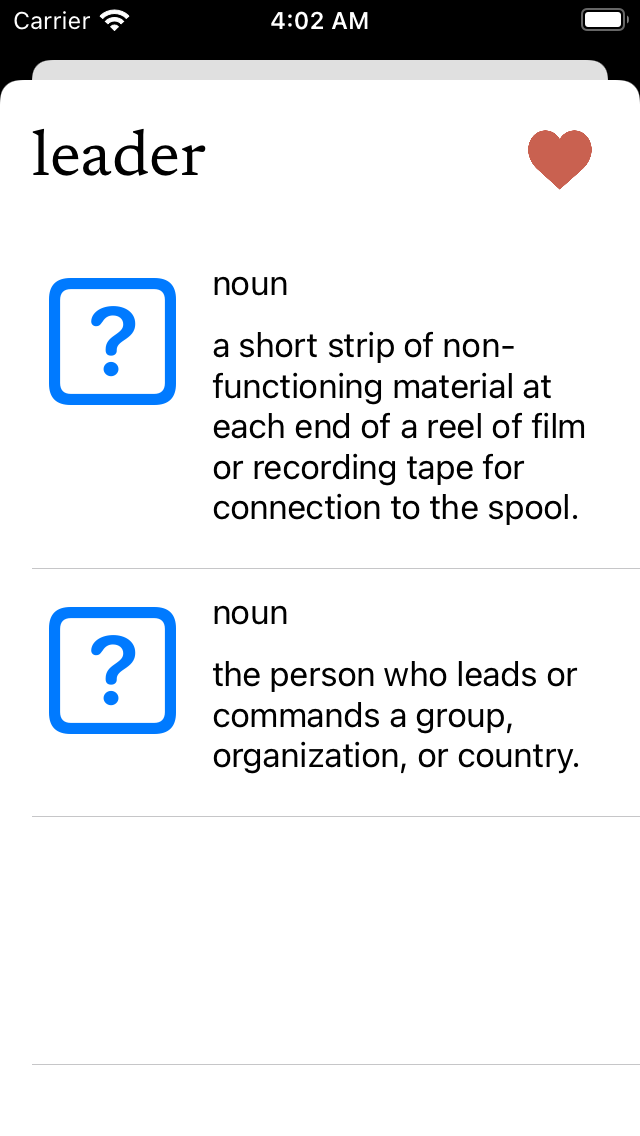 Carrier 4:02 AM
leader
noun
?
a short strip of non-
functioning material at
each end of a reel of film
or recording tape for
connection to the spool.
noun
?
the person who leads or
commands a group,
organization, or country.